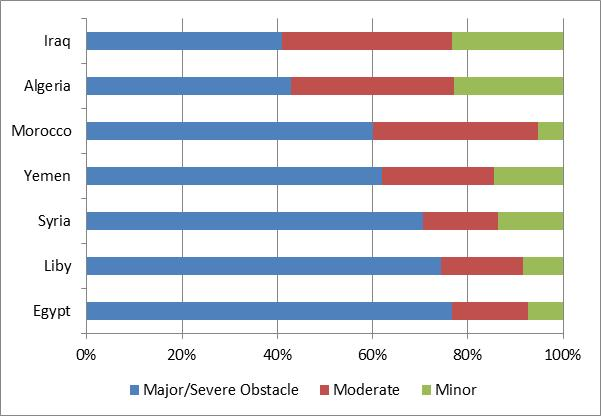 Iraq
Algeria
Morocco
Yemen
Syria
Liby
Egypt
0% 20% 40% 60% 80% 100%
Major/Severe Obstacle Moderate Minor